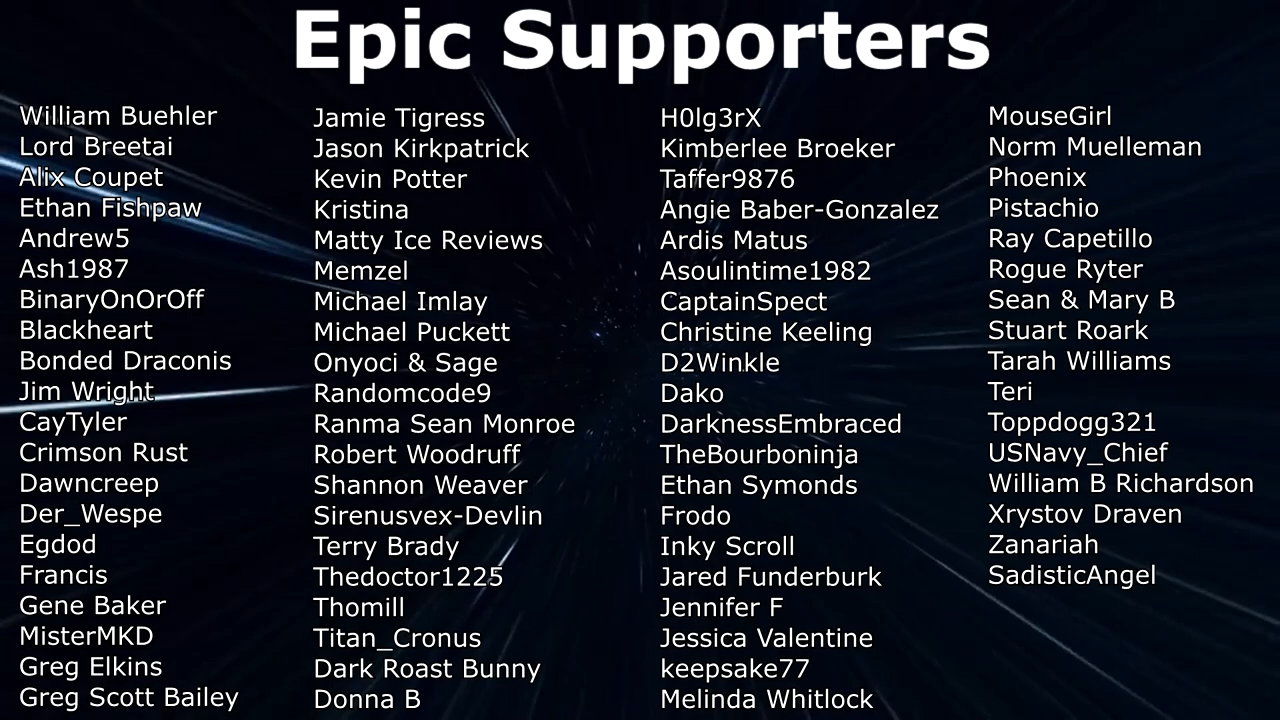 Epic Supporters
William Buehler
Lord Breetai
Alix Coupet
Ethan Fishpaw
Andrew5
Ash1987
BinaryOnOrOff
Blackheart
Bonded Draconis
Jim Wright
CayTyler
Crimson Rust
Dawncreep
Der_Wespe
Egdod
Francis
Gene Baker
MisterMKD
Greg Elkins
Greg Scott Bailey
Jamie Tigress
Jason Kirkpatrick
Kevin Potter
Kristina
Matty Ice Reviews
Memzel
Michael Imlay
Michael Puckett
Onyoci & Sage
Randomcode9
Ranma Sean Monroe
Robert Woodruff
Shannon Weaver
Sirenusvex-Devlin
Terry Brady
Thedoctor1225
Thomill
Titan_Cronus
Dark Roast Bunny
Donna B
H0lg3rX
Kimberlee Broeker
Taffer9876
Angie Baber-Gonzalez
Ardis Matus
Asoulintime1982
CaptainSpect
Christine Keeling
D2Winkle
Dako
DarknessEmbraced
TheBourboninja
Ethan Symonds
Frodo
Inky Scroll
Jared Funderburk
Jennifer F
Jessica Valentine
keepsake77
Melinda Whitlock
MouseGirl
Norm Muelleman
Phoenix
Pistachio
Ray Capetillo
Rogue Ryter
Sean & Mary B
Stuart Roark
Tarah Williams
Teri
Toppdogg321
USNavy_Chief
William B Richardson
Xrystov Draven
Zanariah
SadisticAngel